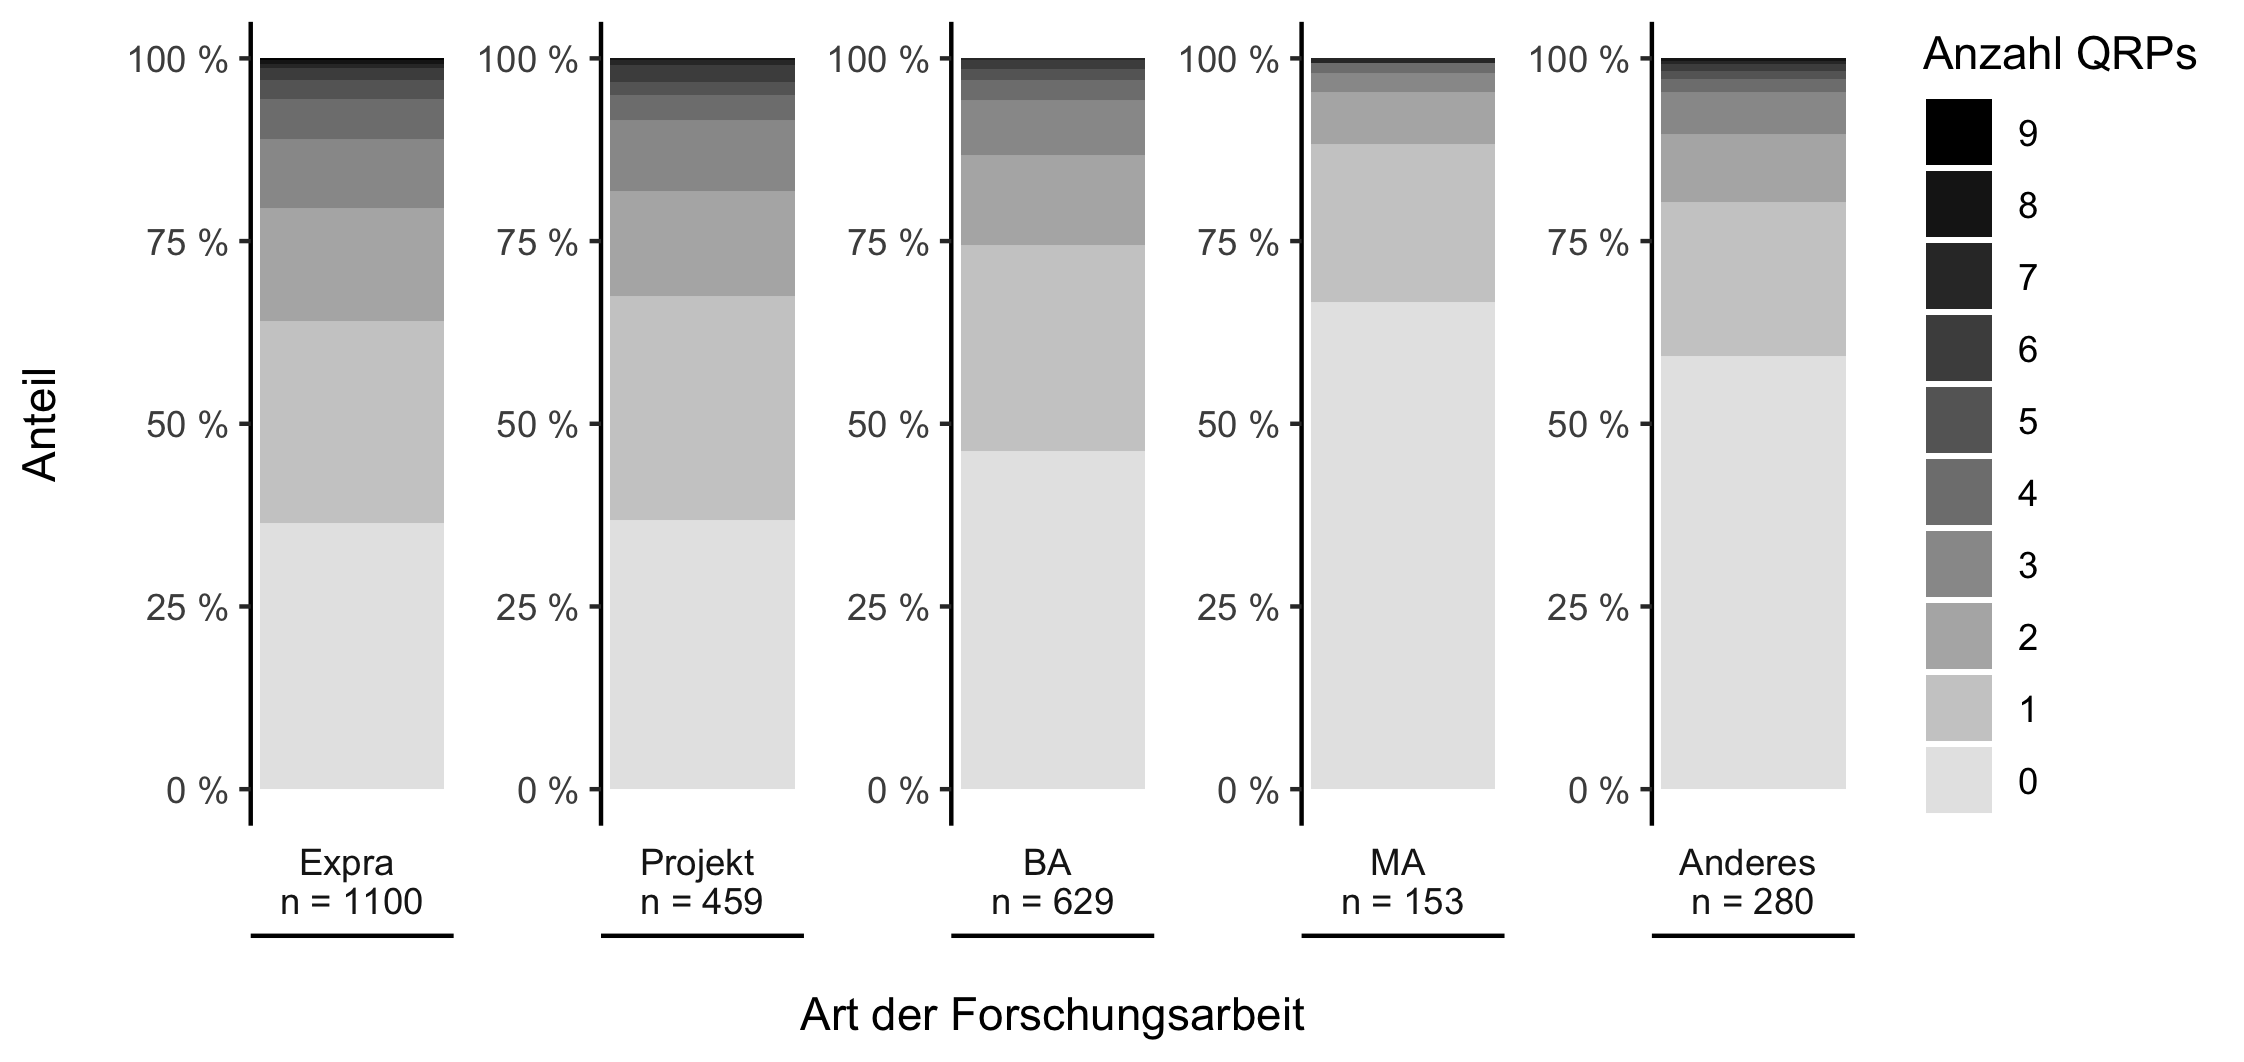 Anteil
100 %
75 %
50 %
25 %
0 %
100 %
75 %
50 %
25 %
0 %
100 %
75 %
50 %
25 %
0 %
100 %
75 %
50 %
25 %
0 %
100 %
75 %
50 %
25 %
0 %
Expra
n = 1100
Projekt
n = 459
BA
n = 629
MA
n = 153
Anderes
n = 280
Art der Forschungsarbeit
Anzahl QRPs
9
8
7
6
5
4
3
2
1
0